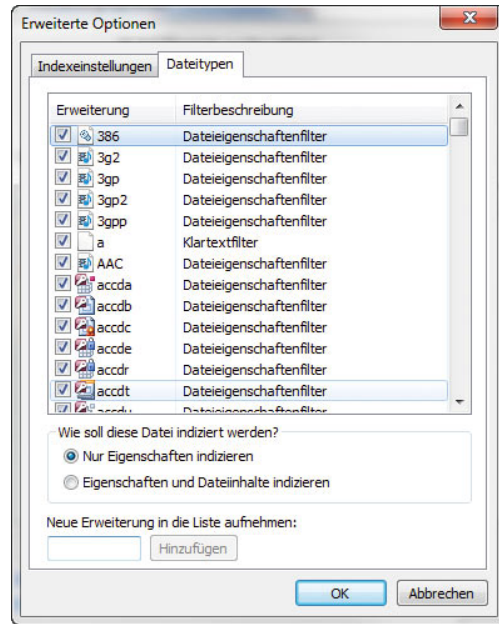 Erweiterte Optionen
Indexeinstellungen Dateitypen
Erweiterung Filterbeschreibung
386 Dateieigenschaftenfilter
3g2 Dateieigenschaftenfilter
3gp Dateieigenschaftenfilter
3gp2 Dateieigenschaftenfilter
3gpp Dateieigenschaftenfilter
a Klartextfilter
AAC Dateieigenschaftenfilter
accda Dateieigenschaftenfilter
accdb Dateieigenschaftenfilter
accdc Dateieigenschaftenfilter
accde Dateieigenschaftenfilter
accdr Dateieigenschaftenfilter
accdt Dateieigenschaftenfilter
accdu Dateieigenschaftenfilter
Wie soll diese Datei indiziert werden?
Nur Eigenschaften indizieren
Eigenschaften und Dateiinhalte indizieren
Neue Erweiterung in die Liste aufnehmen:
Hinzufügen
OK Abbrechen